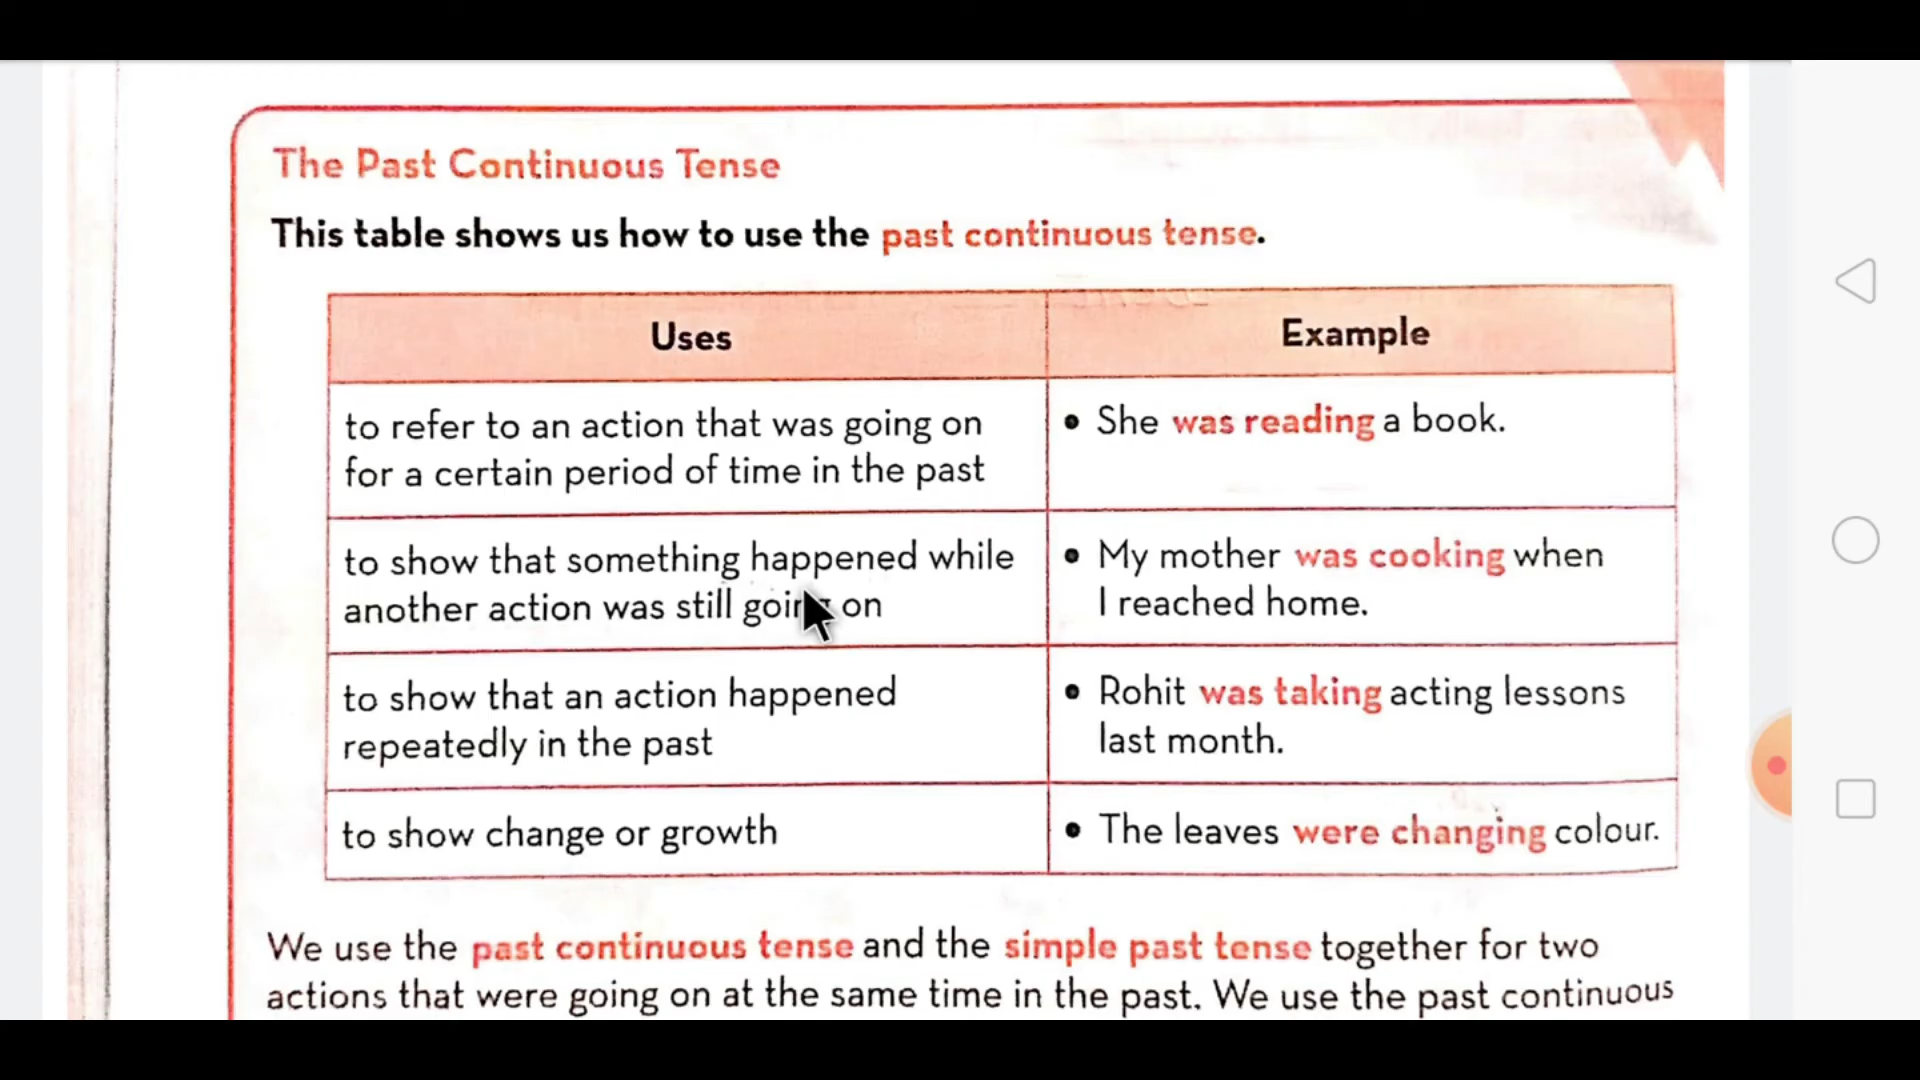 The Past Continuous Tense
This table shows us how to use the past continuous tense.
Uses
Example
to refer to an action that was going on
for a certain period of time in the past
• She was reading a book.
to show that something happened while
another action was still going on
• My mother was cooking when
I reached home.
to show that an action happened
repeatedly in the past
• Rohit was taking acting lessons
last month.
to show change or growth
• The leaves were changing colour.
We use the past continuous tense and the simple past tense together for two
actions that were going on at the same time in the past. We use the past continuous